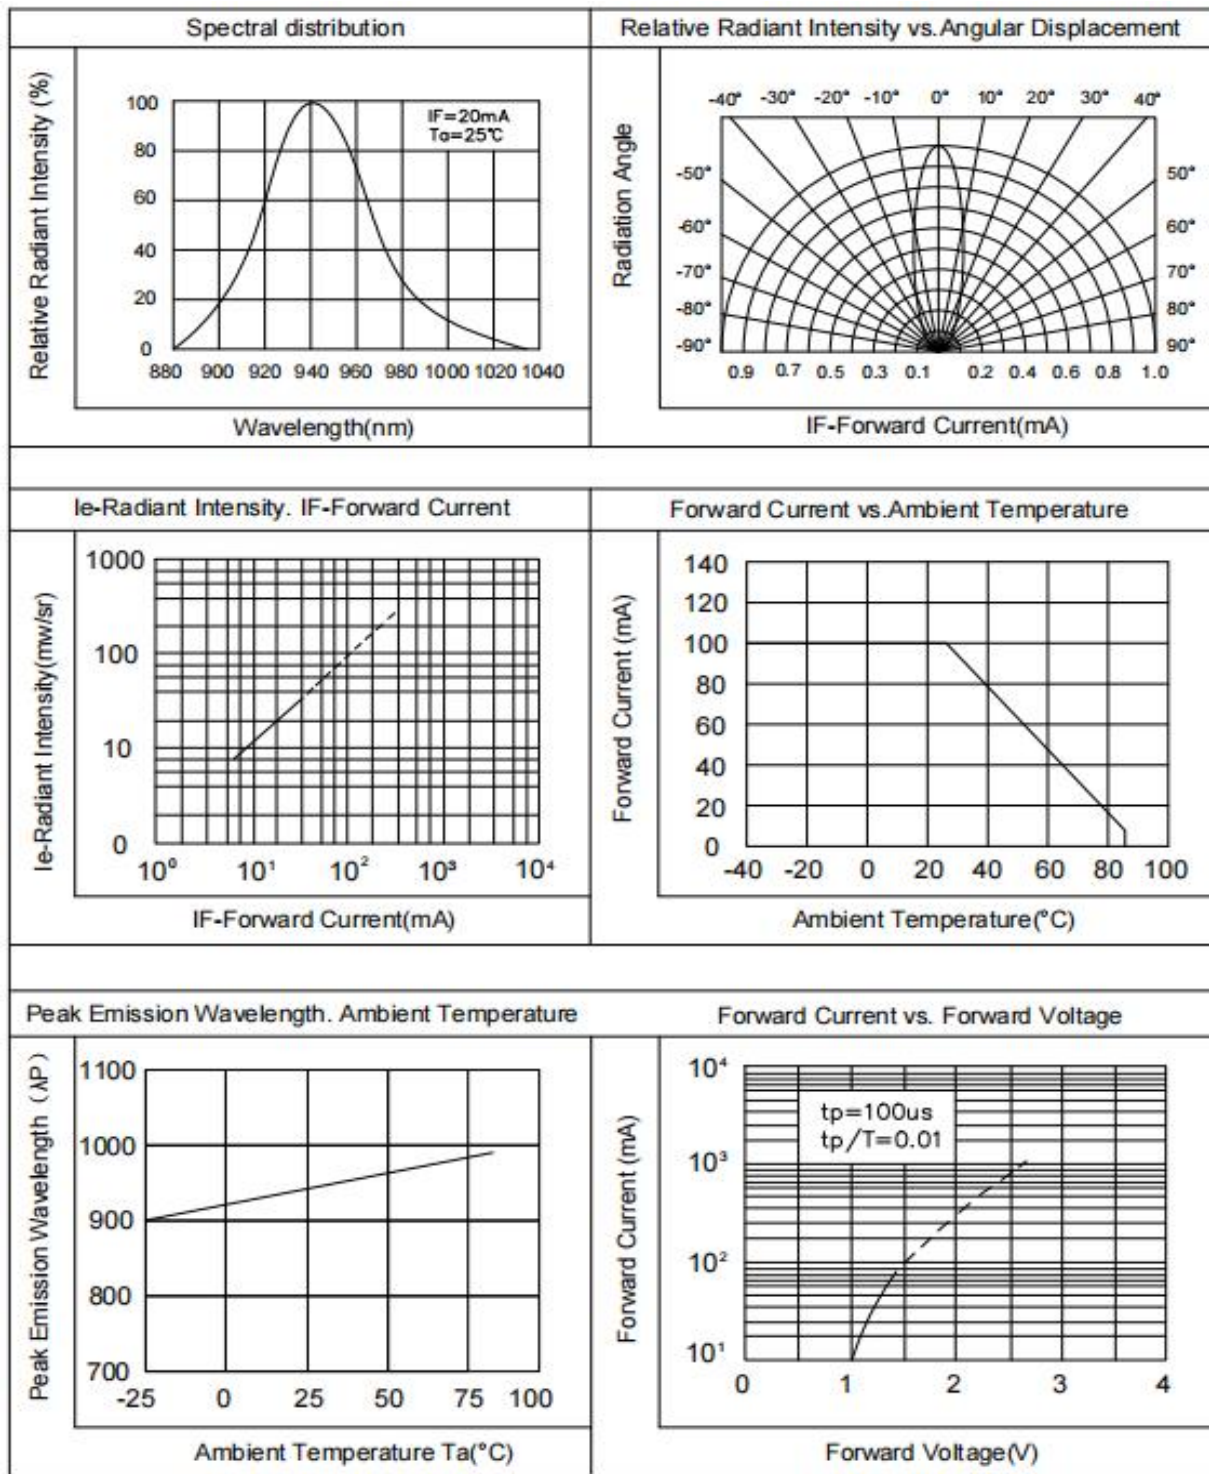 Spectral distribution
Relative Radiant Intensity vs.Angular Displacement
Relative Radiant Intensity (%)
100
80
60
40
20
0
IF=20mA
Ta=25℃
880 900 920 940 960 980 1000 1020 1040
Wavelength(nm)
Radiation Angle
-40° -30° -20° -10° 0° 10° 20° 30° 40°
-50° 50°
-60° 60°
-70° 70°
-80° 80°
-90° 90°
0.9 0.7 0.5 0.3 0.1 0.2 0.4 0.6 0.8 1.0
IF-Forward Current(mA)
Ie-Radiant Intensity. IF-Forward Current
Forward Current vs.Ambient Temperature
Ie-Radiant Intensity(mw/sr)
1000
100
10
0
10⁰ 10¹ 10² 10³ 10⁴
IF-Forward Current(mA)
Forward Current (mA)
140
120
100
80
60
40
20
0
-40 -20 0 20 40 60 80 100
Ambient Temperature(°C)
Peak Emission Wavelength. Ambient Temperature
Forward Current vs. Forward Voltage
Peak Emission Wavelength (λP)
1100
1000
900
800
700
-25 0 25 50 75 100
Ambient Temperature Ta(°C)
Forward Current (mA)
10⁴
10³
10²
10¹
tp=100us
tp/T=0.01
0 1 2 3 4
Forward Voltage(V)